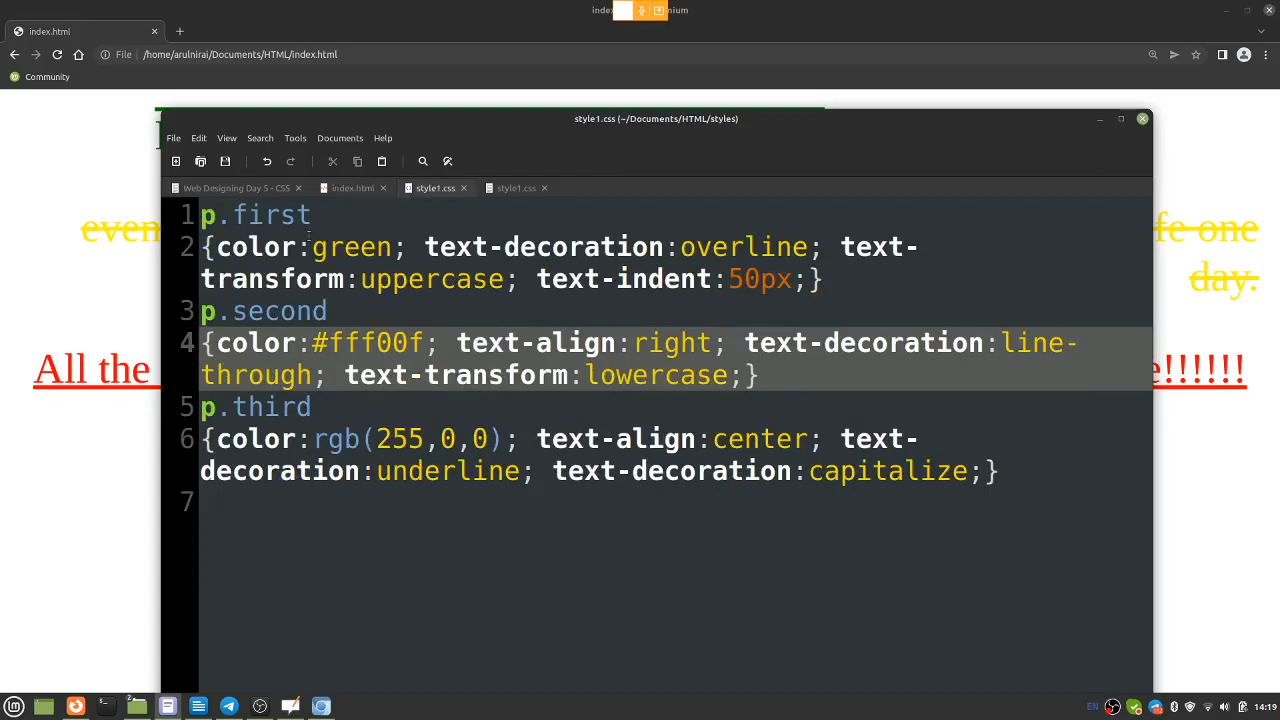 index.html
File /home/arulnirai/Documents/HTML/index.html
Community
style1.css (~/Documents/HTML/styles)
File Edit View Search Tools Documents Help
Web Designing Day 5 - CSS index.html style1.css style1.css
1 p.first
2 {color:green; text-decoration:overline; text-
transform:uppercase; text-indent:50px;}
3 p.second
4 {color:#fff00f; text-align:right; text-decoration:line-
through; text-transform:lowercase;}
5 p.third
6 {color:rgb(255,0,0); text-align:center; text-
decoration:underline; text-decoration:capitalize;}
7
fe one
day.
All the
!!!!!!
EN 14:19